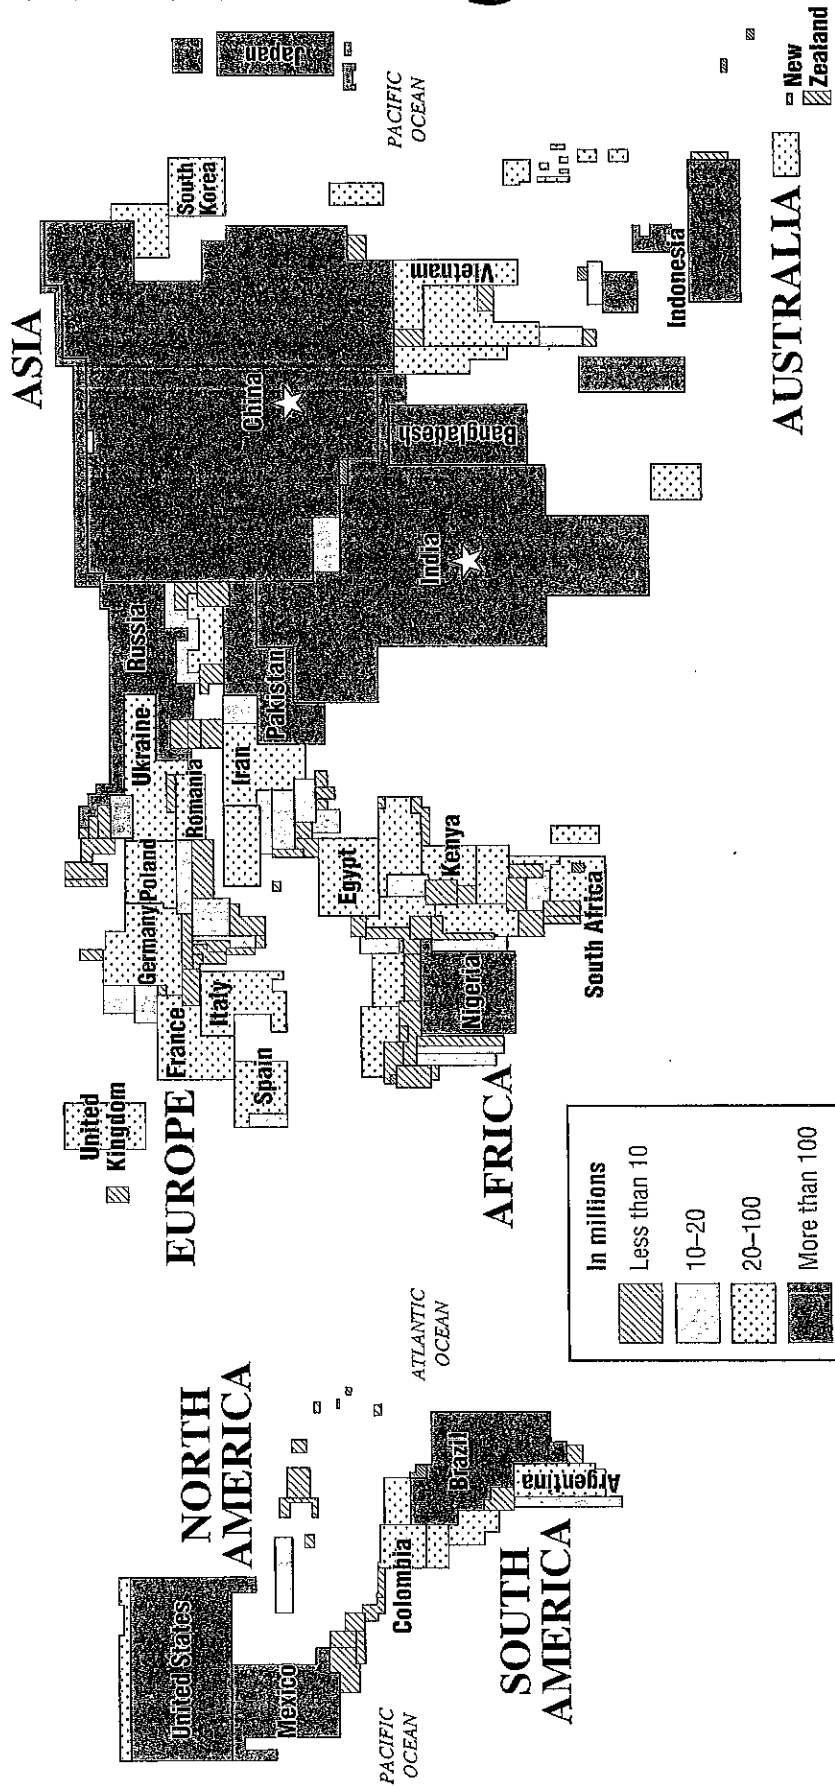 NORTH
AMERICA
United States
Mexico
PACIFIC
OCEAN
ATLANTIC
OCEAN
Colombia
Brazil
Argentina
SOUTH
AMERICA
EUROPE
United
Kingdom
France
Germany
Poland
Ukraine
Romania
Italy
Spain
Russia
ASIA
China
South
Korea
Japan
PACIFIC
OCEAN
Iran
Pakistan
India
Bangladesh
Vietnam
Indonesia
AFRICA
Egypt
Kenya
Nigeria
South Africa
AUSTRALIA
New
Zealand
In millions
Less than 10
10–20
20–100
More than 100